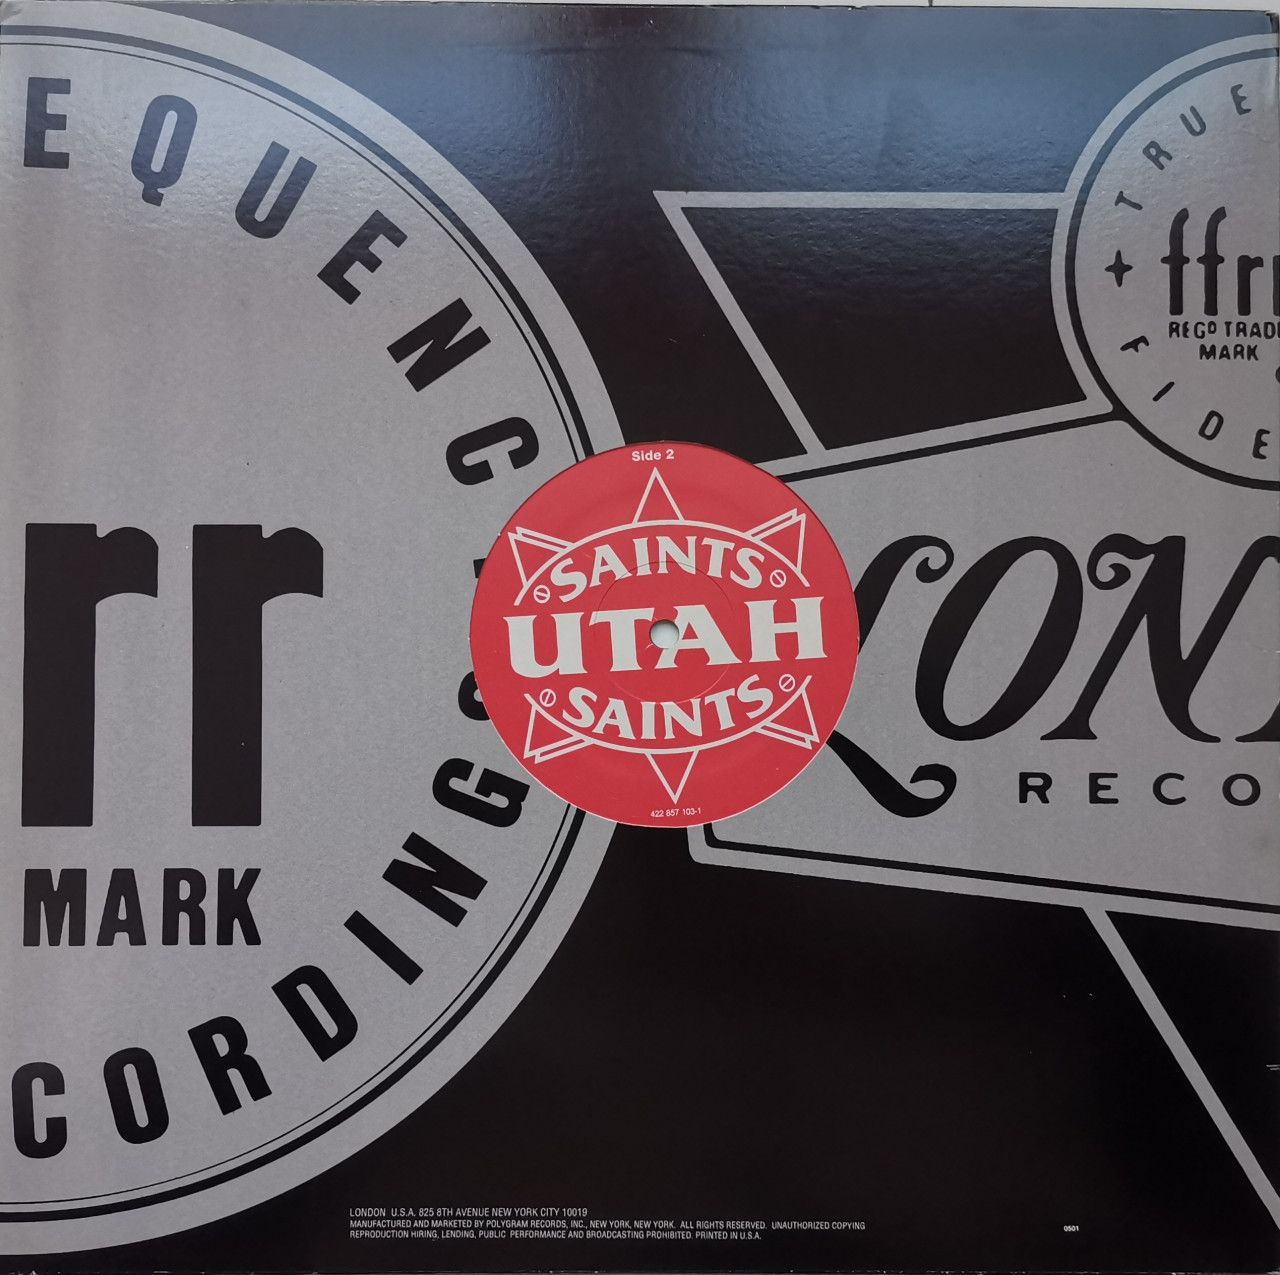 EQUENC
rr
MARK
CORDINGS
TRUE
ffrr
REGD TRADE
MARK
FIDE
LON
RECO
Side 2
SAINTS
UTAH
SAINTS
422 857 103-1
LONDON U.S.A. 825 8TH AVENUE NEW YORK CITY 10019
MANUFACTURED AND MARKETED BY POLYGRAM RECORDS, INC., NEW YORK, NEW YORK. ALL RIGHTS RESERVED. UNAUTHORIZED COPYING
REPRODUCTION HIRING, LENDING, PUBLIC PERFORMANCE AND BROADCASTING PROHIBITED. PRINTED IN U.S.A.
0501